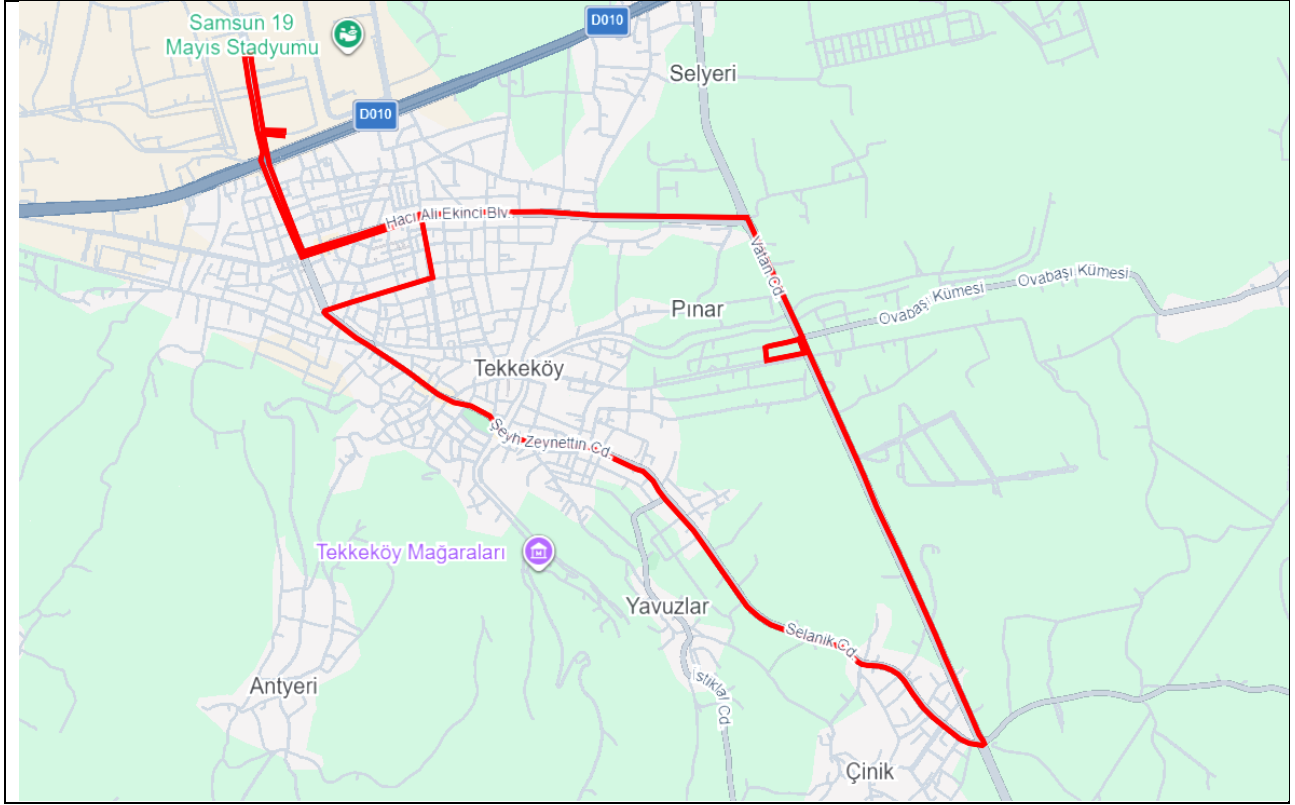 Samsun 19
Mayıs Stadyumu
D010
D010
Selyeri
Hacı Ali Ekinci Blv.
Vatan Cd
Ovabaşı Kümesi
Ovabaşı Kümesi
Pınar
Tekkeköy
Şeyh Zeynettin Cd.
Tekkeköy Mağaraları
Yavuzlar
Selanik Cd.
Antyeri
İstiklal Cd
Çinik